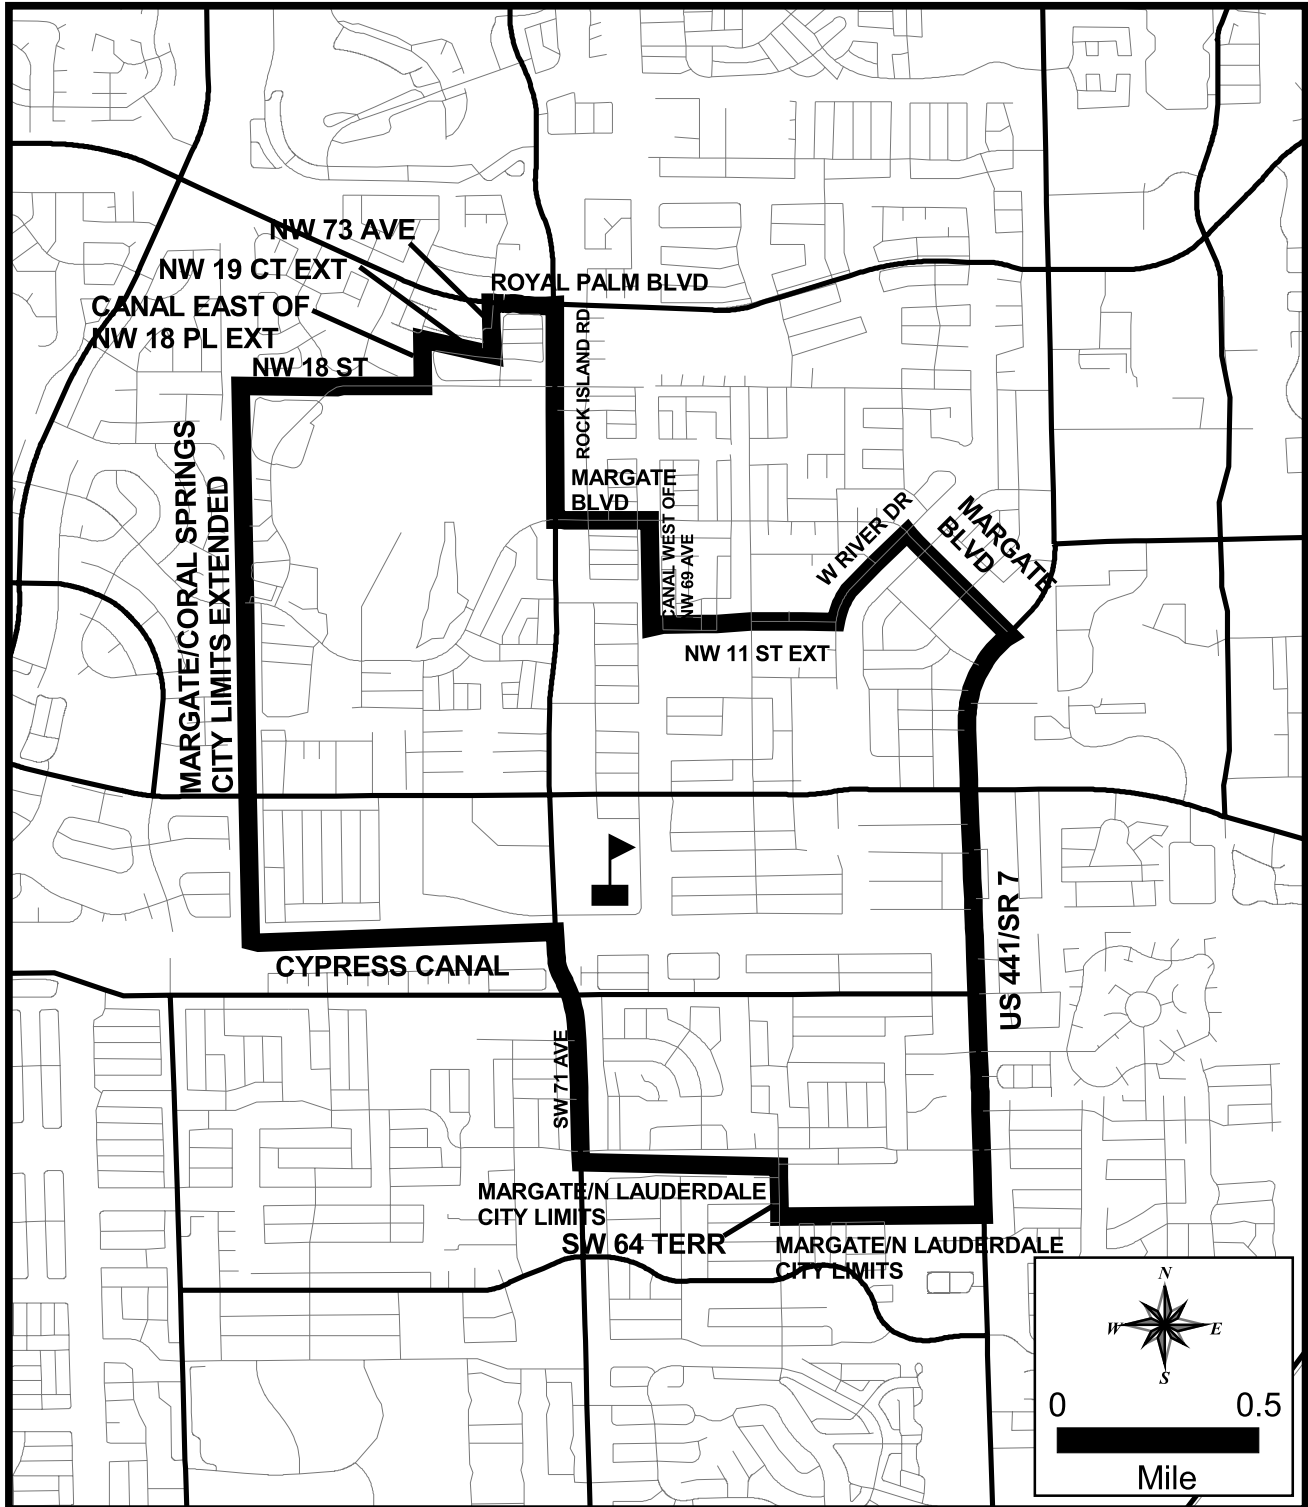 NW 73 AVE
NW 19 CT EXT
ROYAL PALM BLVD
CANAL EAST OF
NW 18 PL EXT
NW 18 ST
ROCK ISLAND RD
MARGATE/CORAL SPRINGS
CITY LIMITS EXTENDED
MARGATE
BLVD
CANAL WEST OF
NW 69 AVE
W RIVER DR
MARGATE
BLVD
NW 11 ST EXT
US 441/SR 7
CYPRESS CANAL
SW 71 AVE
MARGATE/N LAUDERDALE
CITY LIMITS
SW 64 TERR
MARGATE/N LAUDERDALE
CITY LIMITS
N
W E
S
0 0.5
Mile